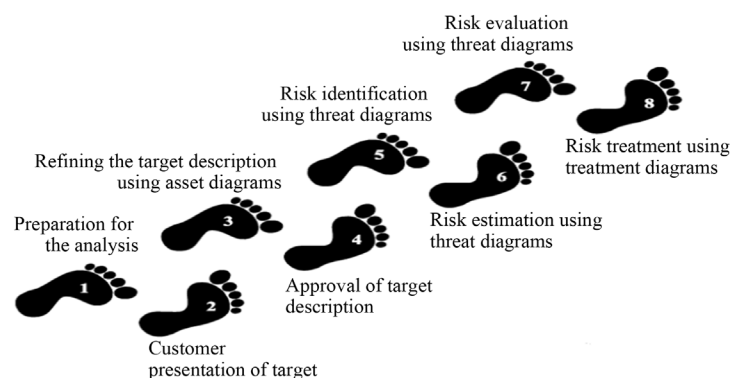 Preparation for
the analysis
1
Customer
presentation of target
2
Refining the target description
using asset diagrams
3
Approval of target
description
4
Risk identification
using threat diagrams
5
Risk estimation using
threat diagrams
6
Risk evaluation
using threat diagrams
7
Risk treatment using
treatment diagrams
8